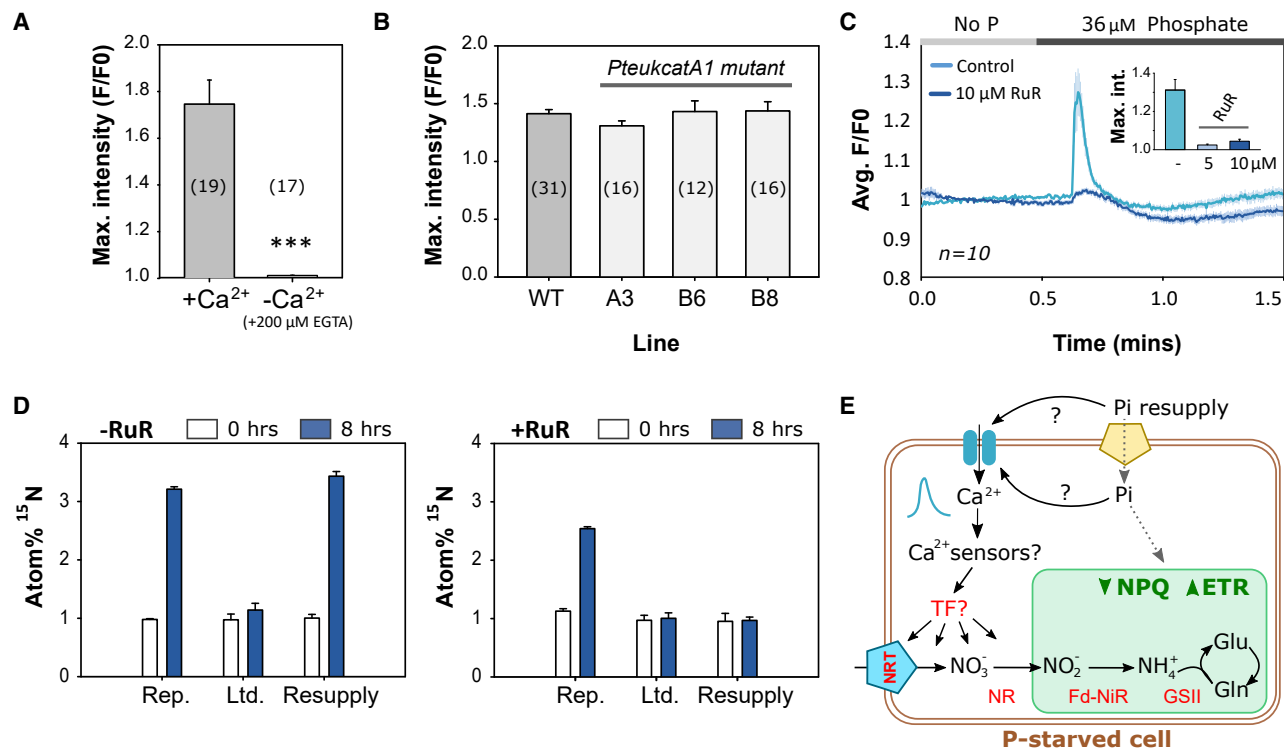 A
Max. intensity (F/F0)
2.0
1.8
1.6
1.4
1.2
1.0
(19)
(17)
***
+Ca2+
-Ca2+
(+200 µM EGTA)
B
Max. intensity (F/F0)
2.0
1.5
1.0
0.5
0.0
PteukcatA1 mutant
(31)
(16)
(12)
(16)
WT
A3
B6
B8
Line
C
No P
36 µM Phosphate
Avg. F/F0
1.4
1.3
1.2
1.1
1
0.9
0.8
Control
10 µM RuR
n=10
Max. int.
1.4
1.2
1.0
RuR
- 5 10 µM
0.0 0.5 1.0 1.5
Time (mins)
D
-RuR
0 hrs
8 hrs
Atom% 15N
4
3
2
1
0
Rep. Ltd. Resupply
+RuR
0 hrs
8 hrs
Atom% 15N
4
3
2
1
0
Rep. Ltd. Resupply
E
Pi resupply
?
?
Pi
Ca2+
Ca2+ sensors?
TF?
NPQ ETR
NRT
NO3-
NO2-
NH4+
Glu
Gln
NR
Fd-NiR
GSII
P-starved cell